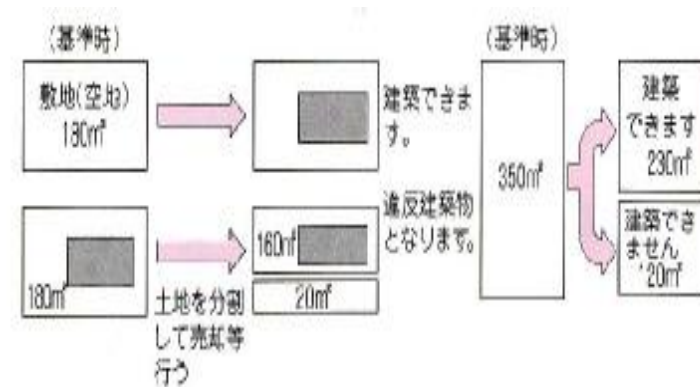 (基準時)
敷地(空地)
180㎡
建築できま
す。
180㎡
土地を分割
して売却等
行う
160㎡
20㎡
違反建築物
となります。
(基準時)
350㎡
建築
できます
230㎡
建築でき
ません
120㎡